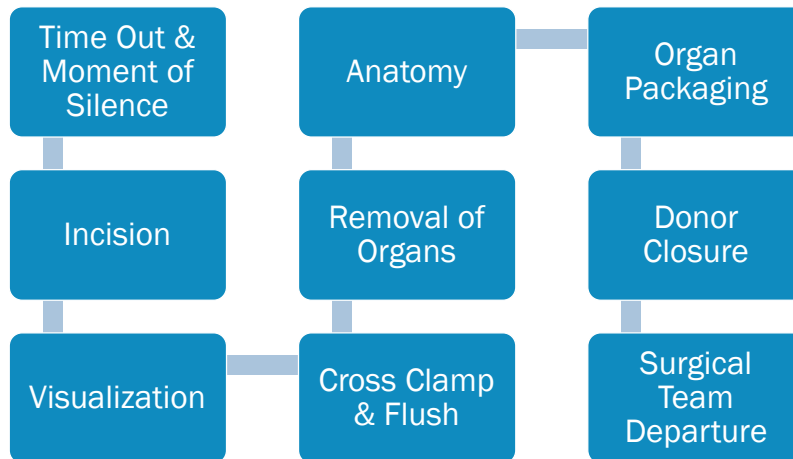 Time Out &
Moment of
Silence
Incision
Visualization
Cross Clamp
& Flush
Removal of
Organs
Anatomy
Organ
Packaging
Donor
Closure
Surgical
Team
Departure